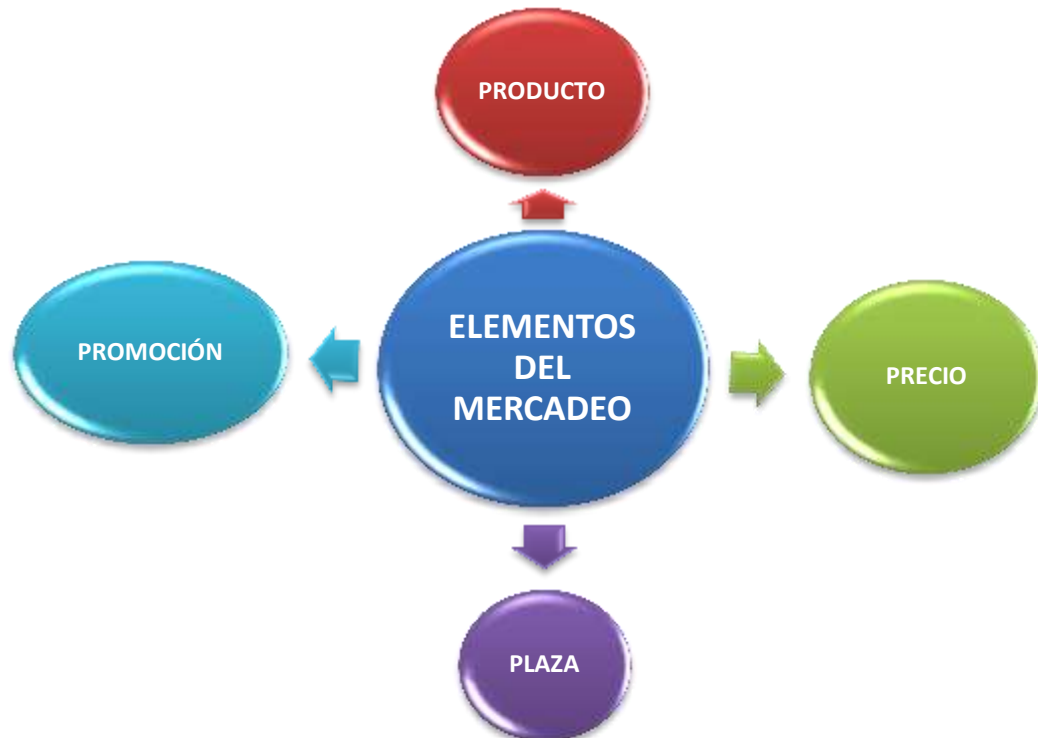 PRODUCTO
ELEMENTOS
DEL
MERCADEO
PROMOCIÓN
PRECIO
PLAZA